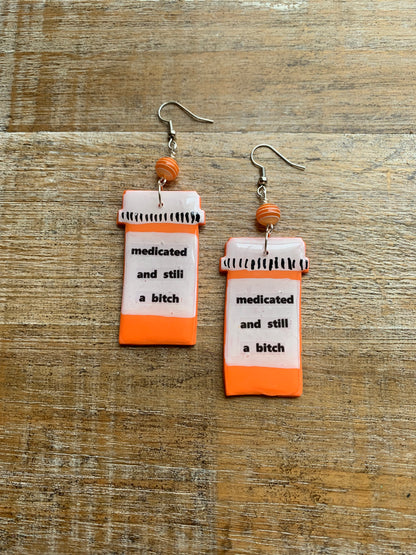 medicated
and still
a bitch
medicated
and still
a bitch